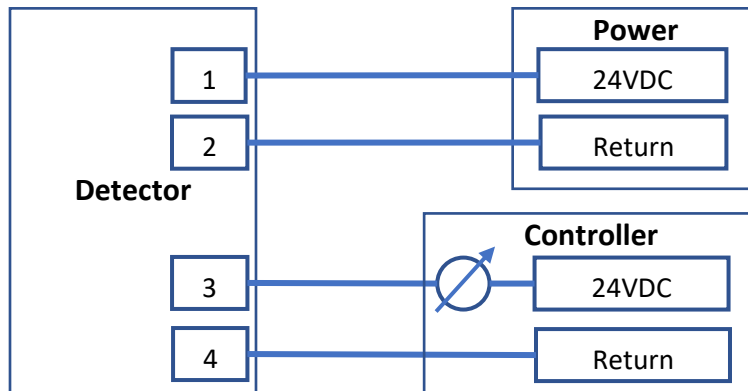 Power
1
24VDC
2
Return
Detector
Controller
3
24VDC
4
Return